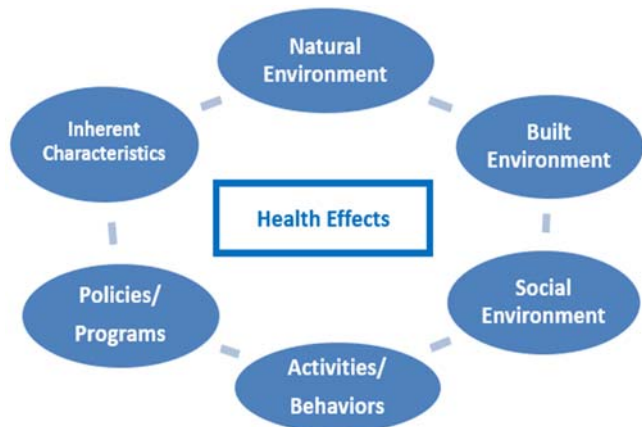 Natural
Environment
Inherent
Characteristics
Built
Environment
Health Effects
Policies/
Programs
Social
Environment
Activities/
Behaviors